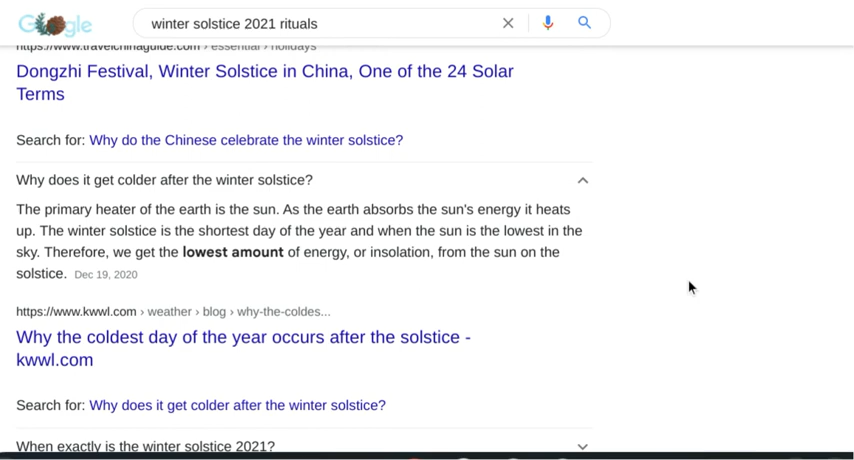 Google
winter solstice 2021 rituals
https://www.travelchinaguide.com › essential › holidays
Dongzhi Festival, Winter Solstice in China, One of the 24 Solar
Terms
Search for: Why do the Chinese celebrate the winter solstice?
Why does it get colder after the winter solstice?
The primary heater of the earth is the sun. As the earth absorbs the sun's energy it heats
up. The winter solstice is the shortest day of the year and when the sun is the lowest in the
sky. Therefore, we get the lowest amount of energy, or insolation, from the sun on the
solstice. Dec 19, 2020
https://www.kwwl.com › weather › blog › why-the-coldes...
Why the coldest day of the year occurs after the solstice -
kwwl.com
Search for: Why does it get colder after the winter solstice?
When exactly is the winter solstice 2021?